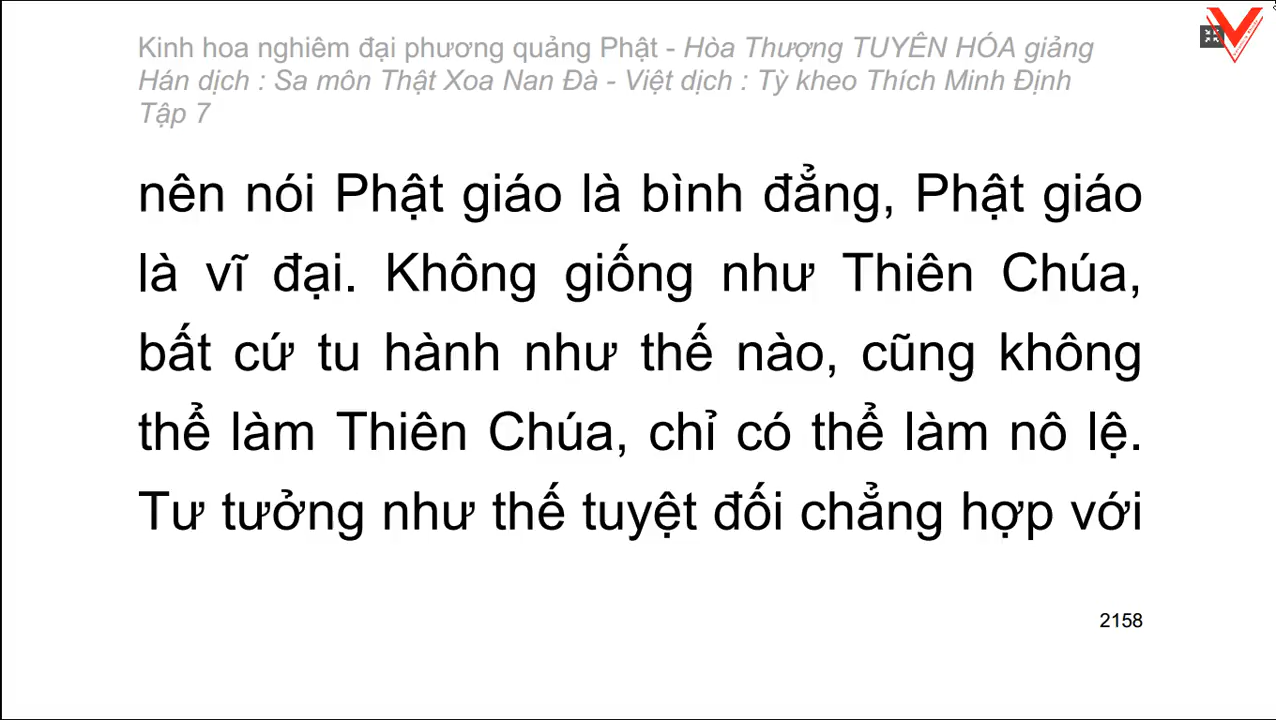 Kinh hoa nghiêm đại phương quảng Phật - Hòa Thượng TUYÊN HÓA giảng
Hán dịch : Sa môn Thật Xoa Nan Đà - Việt dịch : Tỳ kheo Thích Minh Định
Tập 7
nên nói Phật giáo là bình đẳng, Phật giáo
là vĩ đại. Không giống như Thiên Chúa,
bất cứ tu hành như thế nào, cũng không
thể làm Thiên Chúa, chỉ có thể làm nô lệ.
Tư tưởng như thế tuyệt đối chẳng hợp với
2158